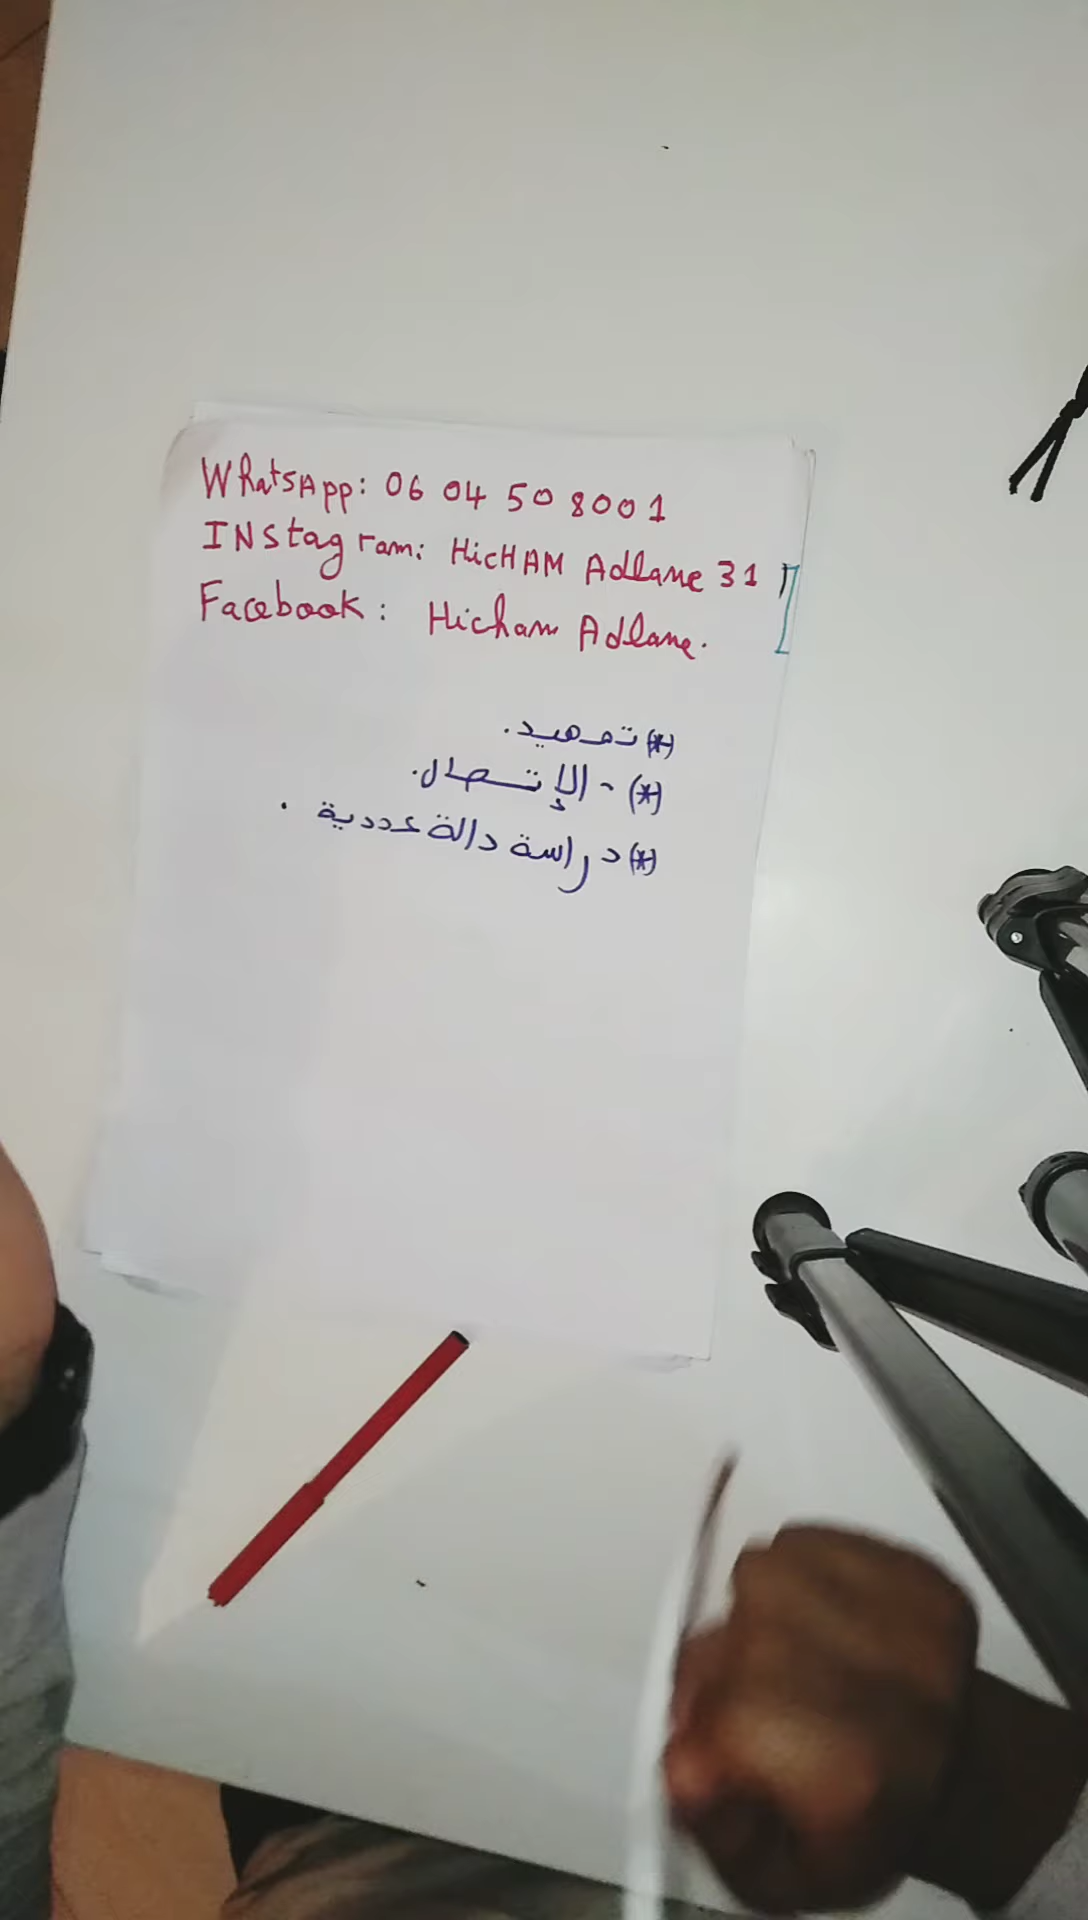 WhatsApp: 06 04 50 8001
INstagram: HicHAM Adlane 31
Facebook: Hicham Adlane.
(*) تمهيد.
(*) - الإتصال.
(*) دراسة دالة عددية.